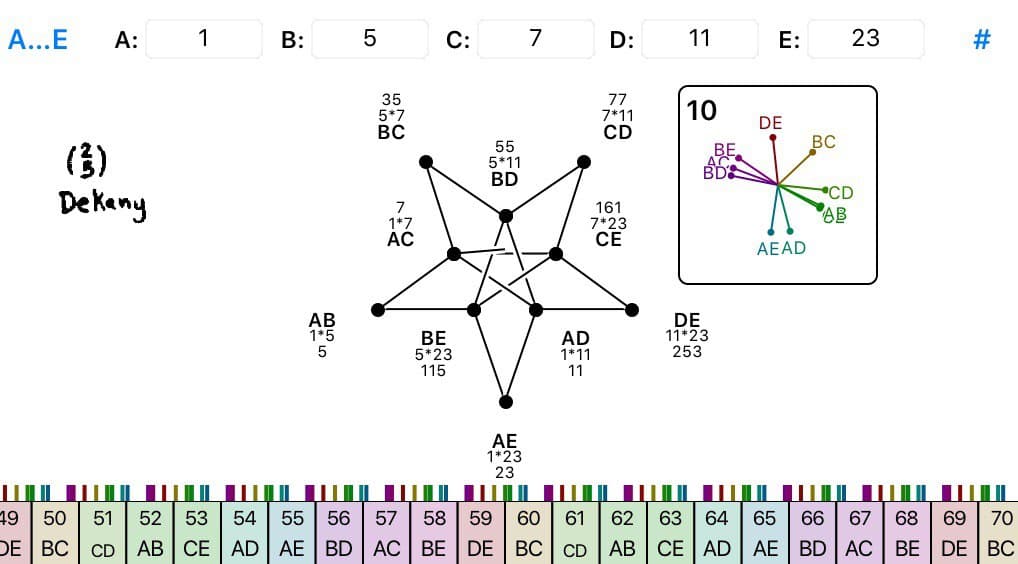 A...E A: 1 B: 5 C: 7 D: 11 E: 23 #
35
5*7
BC
77
7*11
CD
55
5*11
BD
7
1*7
AC
161
7*23
CE
AB
1*5
5
BE
5*23
115
AD
1*11
11
DE
11*23
253
AE
1*23
23
(2
5)
Dekany
10
DE
BC
BE
AC
BD
CD
AB
AE AD
49 50 51 52 53 54 55 56 57 58 59 60 61 62 63 64 65 66 67 68 69 70
DE BC CD AB CE AD AE BD AC BE DE BC CD AB CE AD AE BD AC BE DE BC